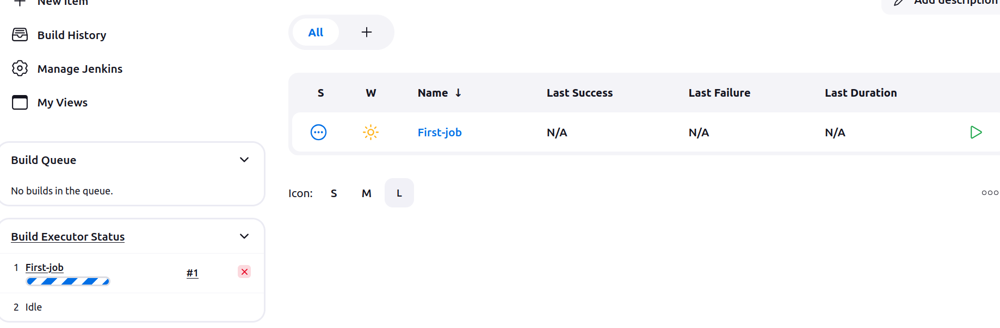 New Item
Build History
Manage Jenkins
My Views
Build Queue
No builds in the queue.
Build Executor Status
1 First-job #1
2 Idle
Add description
All +
S W Name ↓ Last Success Last Failure Last Duration
First-job N/A N/A N/A
Icon: S M L